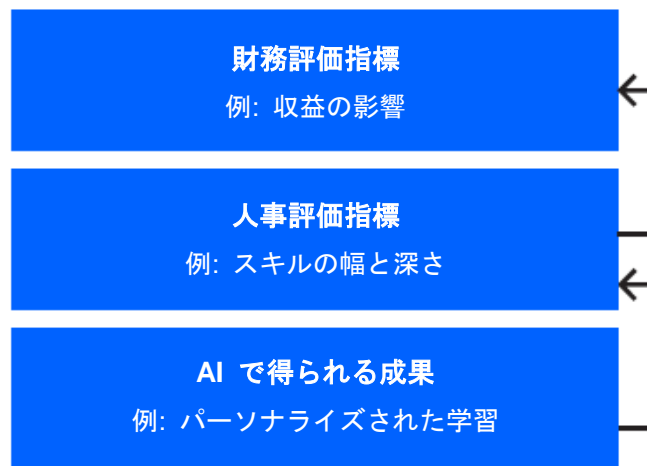 財務評価指標
例: 収益の影響
人事評価指標
例: スキルの幅と深さ
AI で得られる成果
例: パーソナライズされた学習